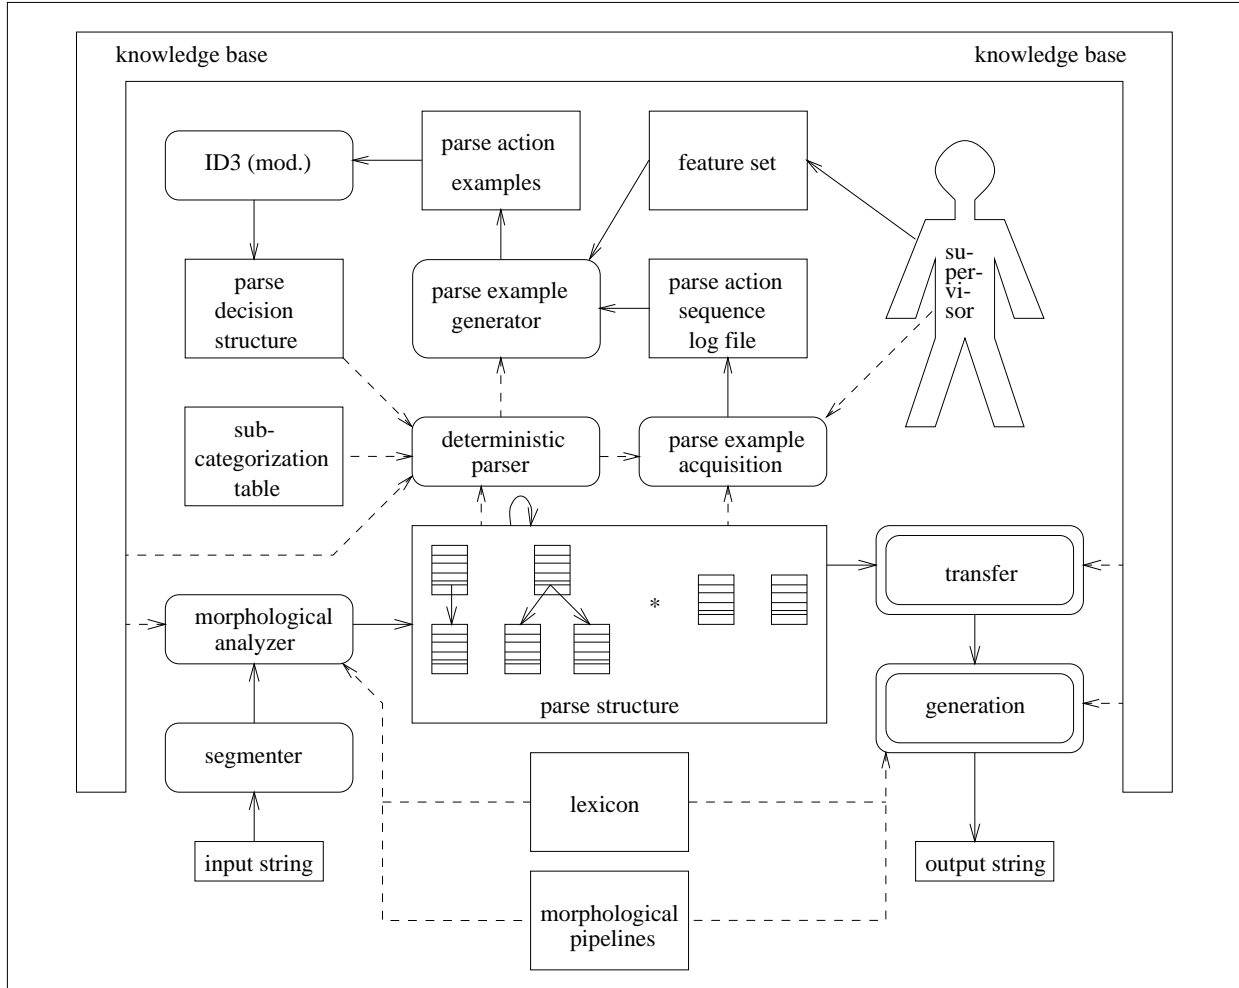 knowledge base
knowledge base
ID3 (mod.)
parse action
examples
feature set
su-
per-
vi-
sor
parse
decision
structure
parse example
generator
parse action
sequence
log file
sub-
categorization
table
deterministic
parser
parse example
acquisition
morphological
analyzer
*
parse structure
transfer
generation
segmenter
lexicon
input string
output string
morphological
pipelines